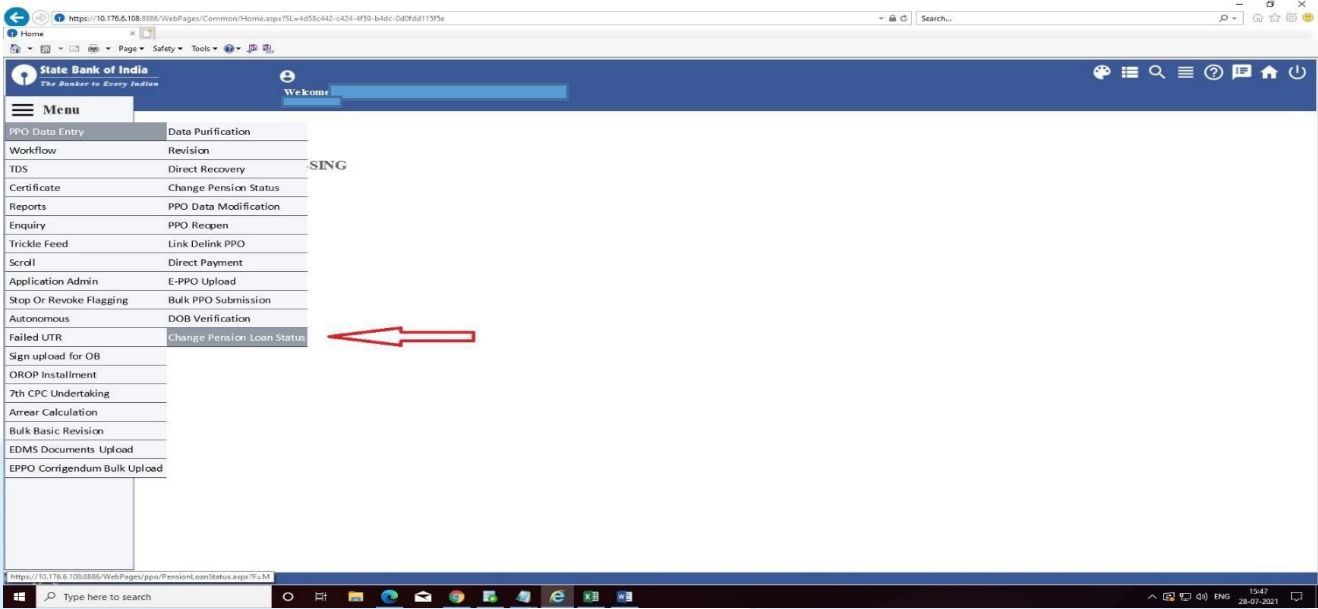 https://10.176.6.108:8886/WebPages/Common/Home.aspx?SL=4d58c442-c424-4f59-b4dc-0d0fdd115f5e
Search...
Home
Page Safety Tools
State Bank of India
The Banker to Every Indian
Welcome
Menu
PPO Data Entry
Workflow
TDS
Certificate
Reports
Enquiry
Trickle Feed
Scroll
Application Admin
Stop Or Revoke Flagging
Autonomous
Failed UTR
Sign upload for OB
OROP Installment
7th CPC Undertaking
Arrear Calculation
Bulk Basic Revision
EDMS Documents Upload
EPPO Corrigendum Bulk Upload
Data Purification
Revision
Direct Recovery
Change Pension Status
PPO Data Modification
PPO Reopen
Link Delink PPO
Direct Payment
E-PPO Upload
Bulk PPO Submission
DOB Verification
Change Pension Loan Status
SING
https://10.176.6.108:8886/WebPages/ppo/PensionLoanStatus.aspx?F=M
Type here to search
ENG
15:47
28-07-2021